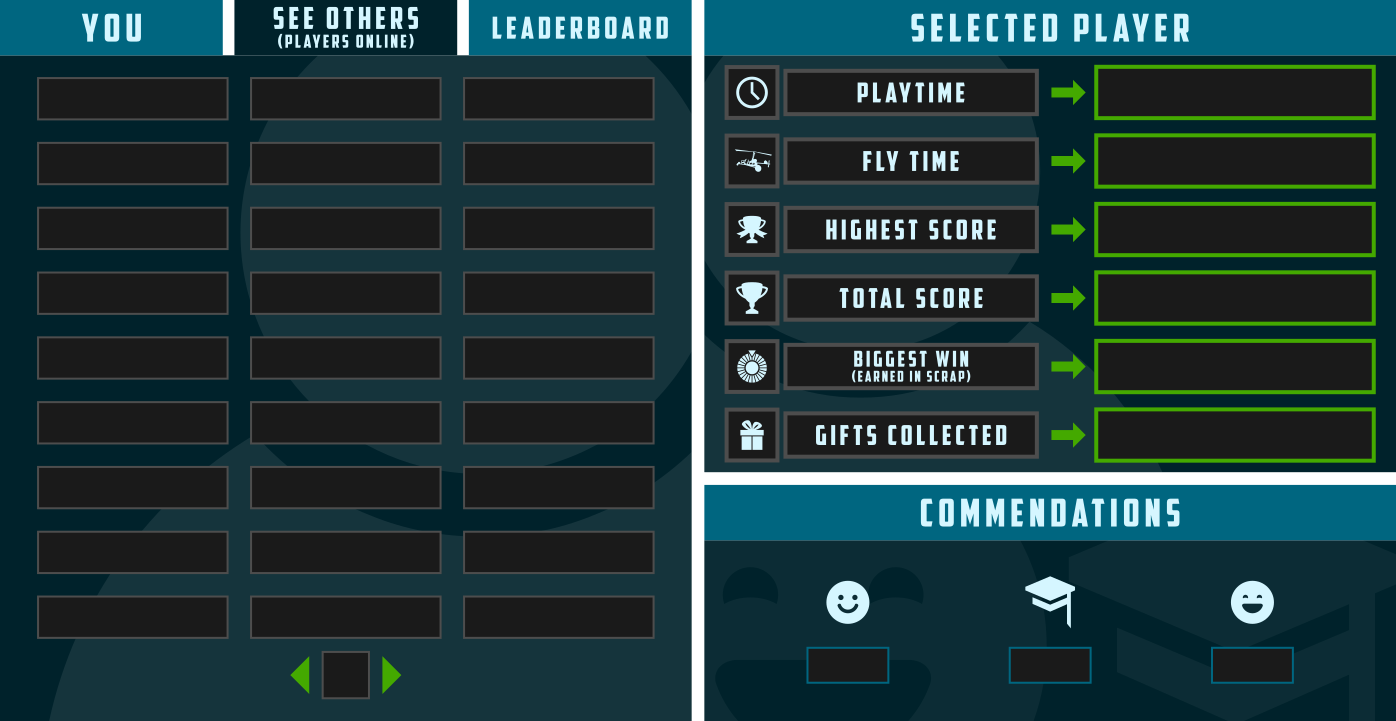 YOU
SEE OTHERS
(PLAYERS ONLINE)
LEADERBOARD
SELECTED PLAYER
PLAYTIME
FLY TIME
HIGHEST SCORE
TOTAL SCORE
BIGGEST WIN
(EARNED IN SCRAP)
GIFTS COLLECTED
COMMENDATIONS